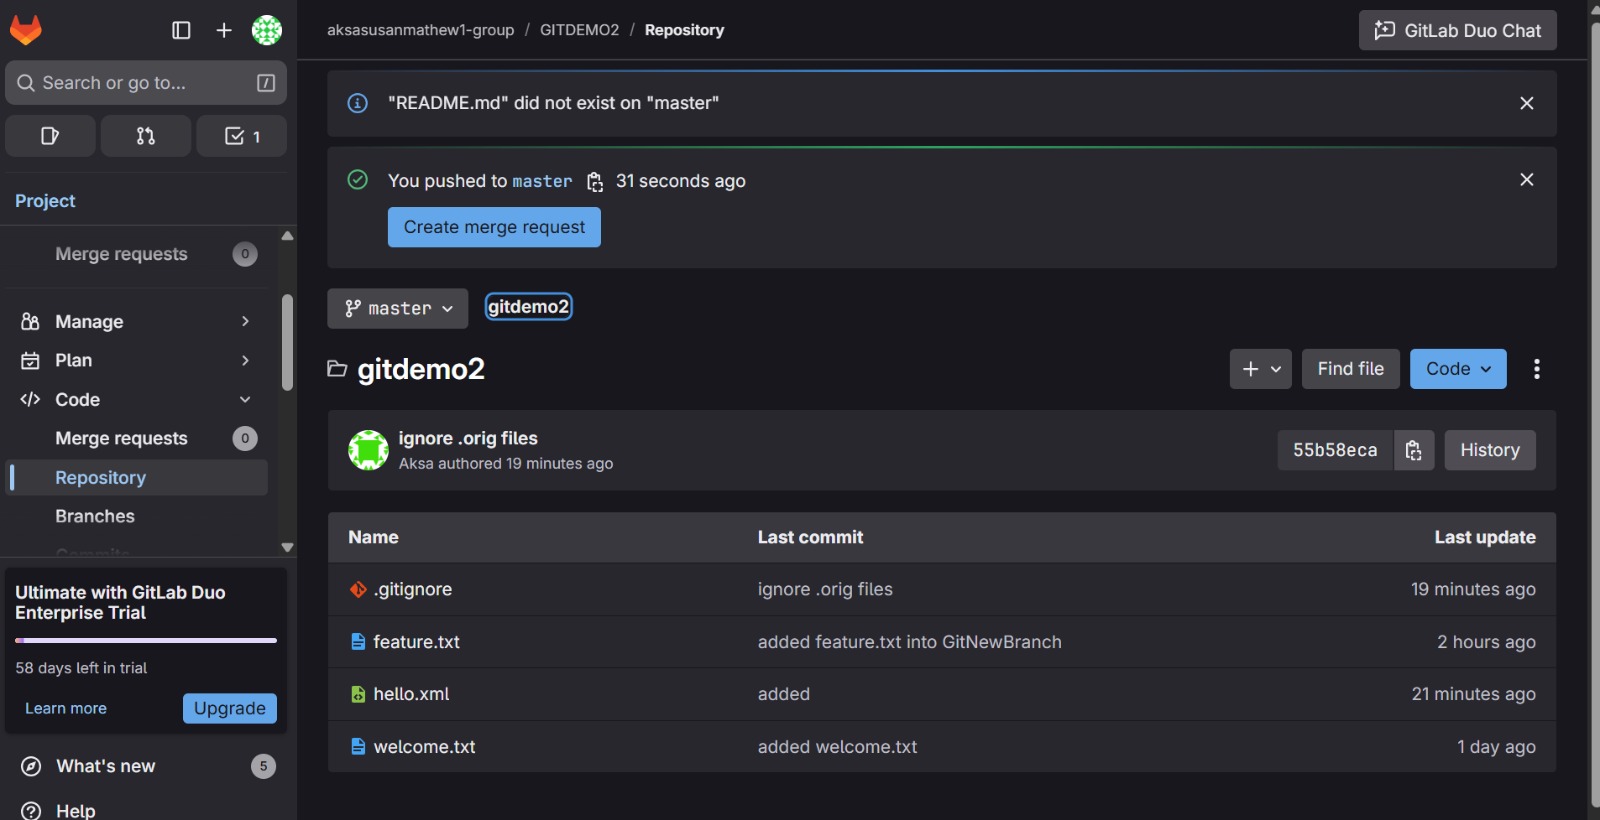 aksasusanmathew1-group / GITDEMO2 / Repository
GitLab Duo Chat
Search or go to...
/
1
Project
Merge requests 0
Manage
Plan
Code
Merge requests 0
Repository
Branches
Commits
Ultimate with GitLab Duo
Enterprise Trial
58 days left in trial
Learn more
Upgrade
What's new 5
Help
"README.md" did not exist on "master"
You pushed to master 31 seconds ago
Create merge request
master
gitdemo2
gitdemo2
Find file
Code
ignore .orig files
Aksa authored 19 minutes ago
55b58eca
History
Name Last commit Last update
.gitignore ignore .orig files 19 minutes ago
feature.txt added feature.txt into GitNewBranch 2 hours ago
hello.xml added 21 minutes ago
welcome.txt added welcome.txt 1 day ago